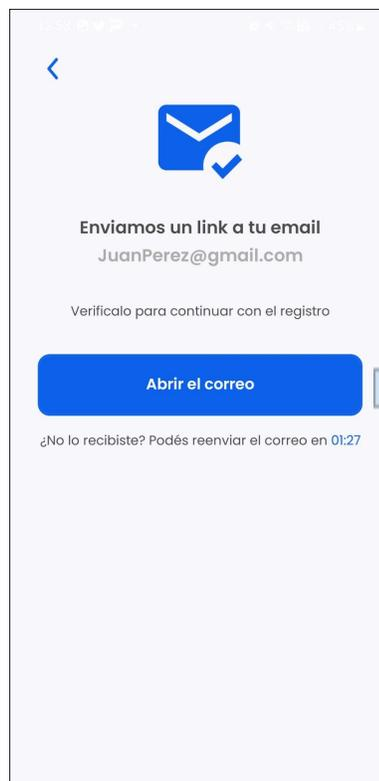 Enviamos un link a tu email
JuanPerez@gmail.com
Verificalo para continuar con el registro
Abrir el correo
¿No lo recibiste? Podés reenviar el correo en 01:27